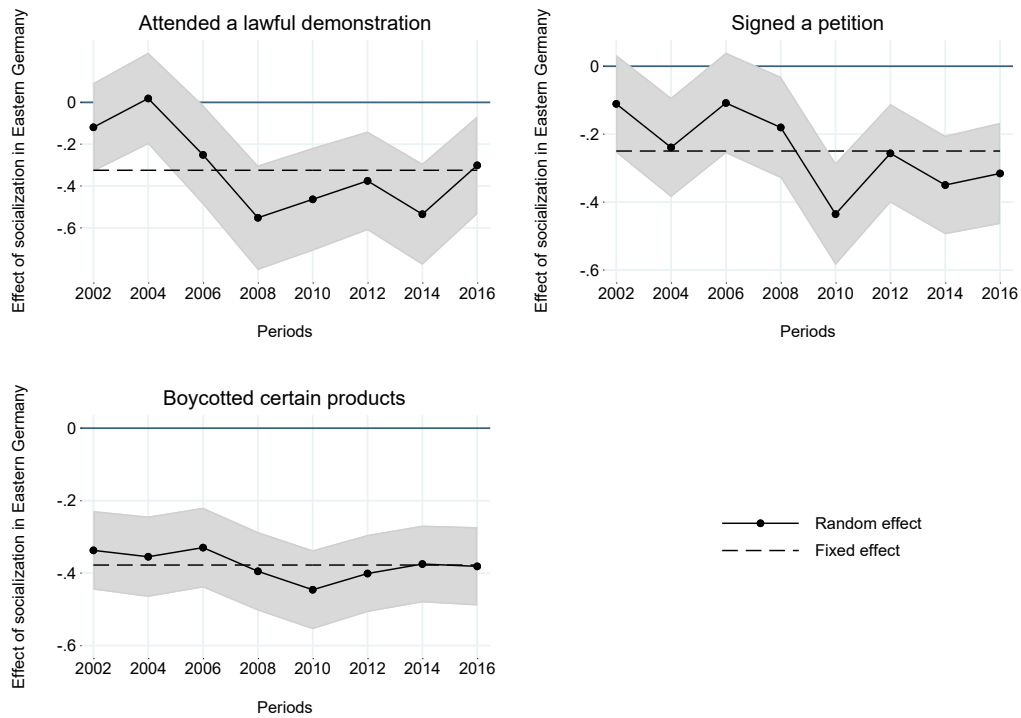 Attended a lawful demonstration
Effect of socialization in Eastern Germany
0
-.2
-.4
-.6
2002 2004 2006 2008 2010 2012 2014 2016
Periods
Signed a petition
Effect of socialization in Eastern Germany
0
-.2
-.4
-.6
2002 2004 2006 2008 2010 2012 2014 2016
Periods
Boycotted certain products
Effect of socialization in Eastern Germany
0
-.2
-.4
-.6
2002 2004 2006 2008 2010 2012 2014 2016
Periods
Random effect
Fixed effect